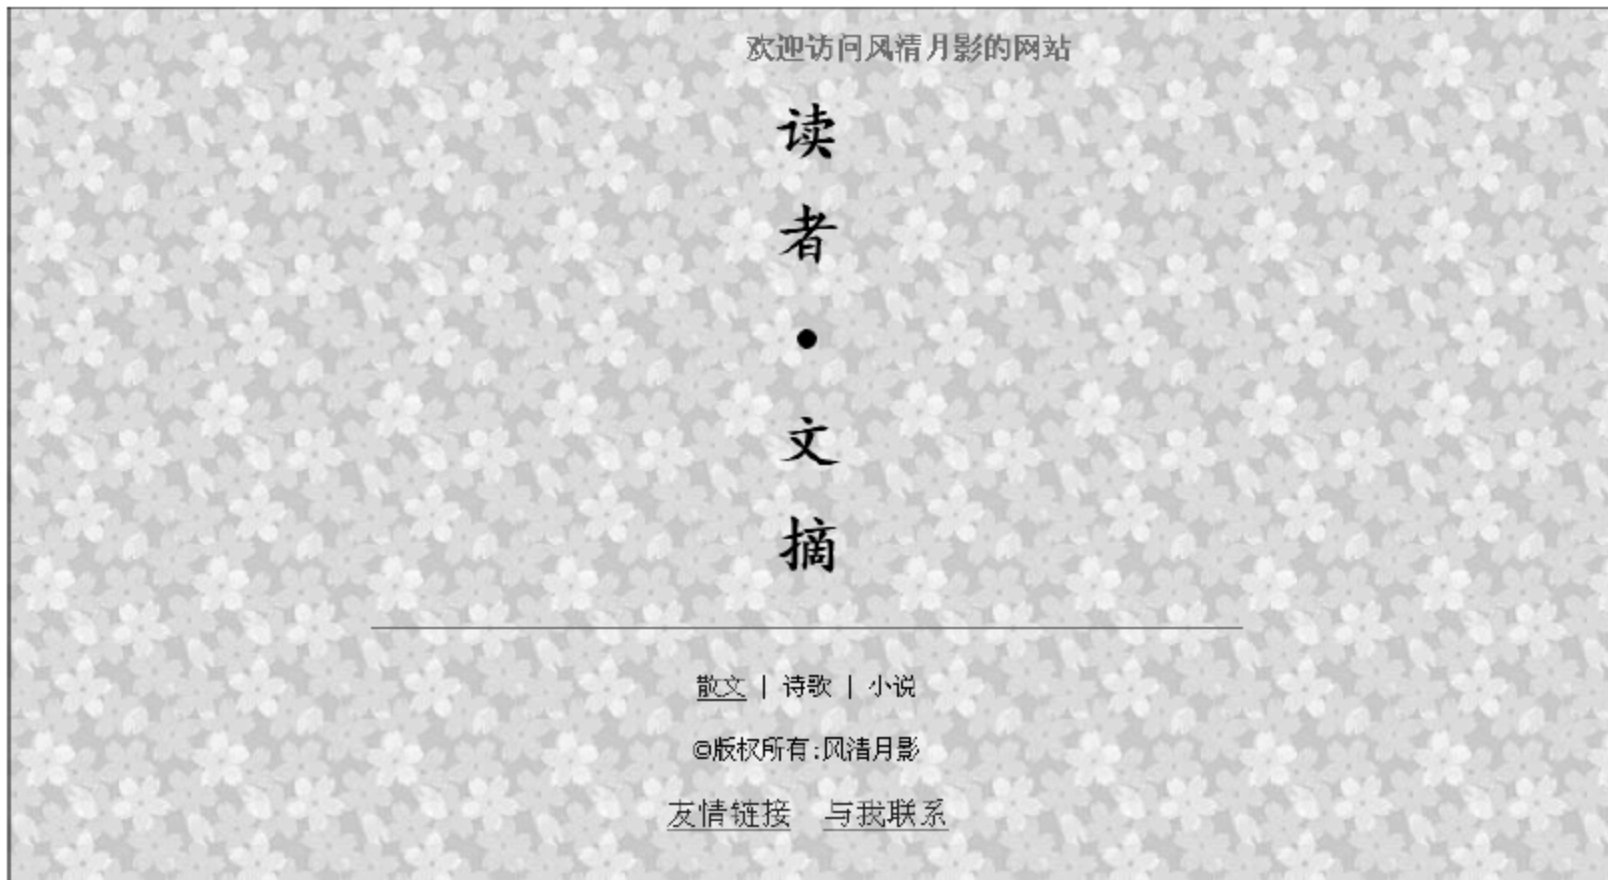 欢迎访问风清月影的网站
读
者
•
文
摘
散文 | 诗歌 | 小说
©版权所有:风清月影
友情链接 与我联系